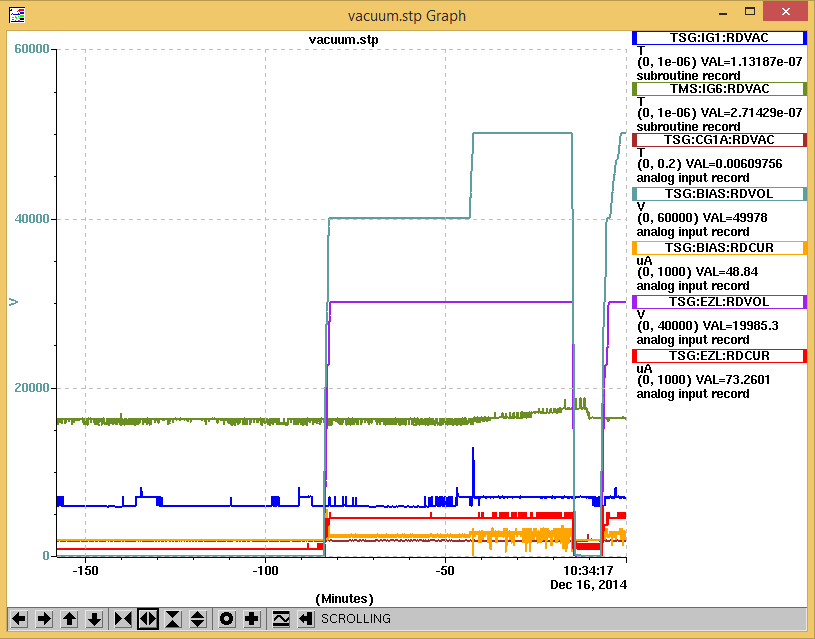 vacuum.stp Graph
vacuum.stp
60000
40000
20000
0
V
-150
-100
-50
10:34:17
Dec 16, 2014
(Minutes)
TSG:IG1:RDVAC
T
(0, 1e-06) VAL=1.13187e-07
subroutine record
TMS:IG6:RDVAC
T
(0, 1e-06) VAL=2.71429e-07
subroutine record
TSG:CG1A:RDVAC
T
(0, 0.2) VAL=0.00609756
analog input record
TSG:BIAS:RDVOL
V
(0, 60000) VAL=49978
analog input record
TSG:BIAS:RDCUR
uA
(0, 1000) VAL=48.84
analog input record
TSG:EZL:RDVOL
V
(0, 40000) VAL=19985.3
analog input record
TSG:EZL:RDCUR
uA
(0, 1000) VAL=73.2601
analog input record
SCROLLING